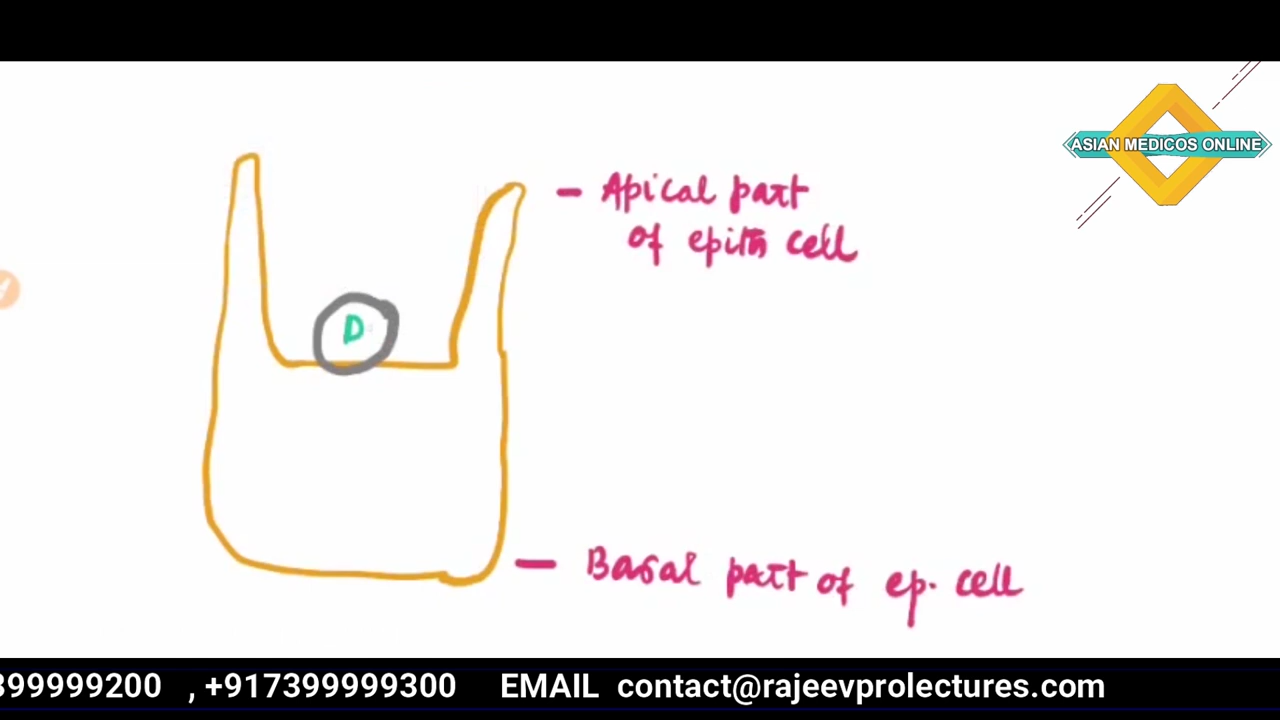 ASIAN MEDICOS ONLINE
- Apical part
of epith cell
D
- Basal part of ep. cell
399999200 , +917399999300 EMAIL contact@rajeevprolectures.com